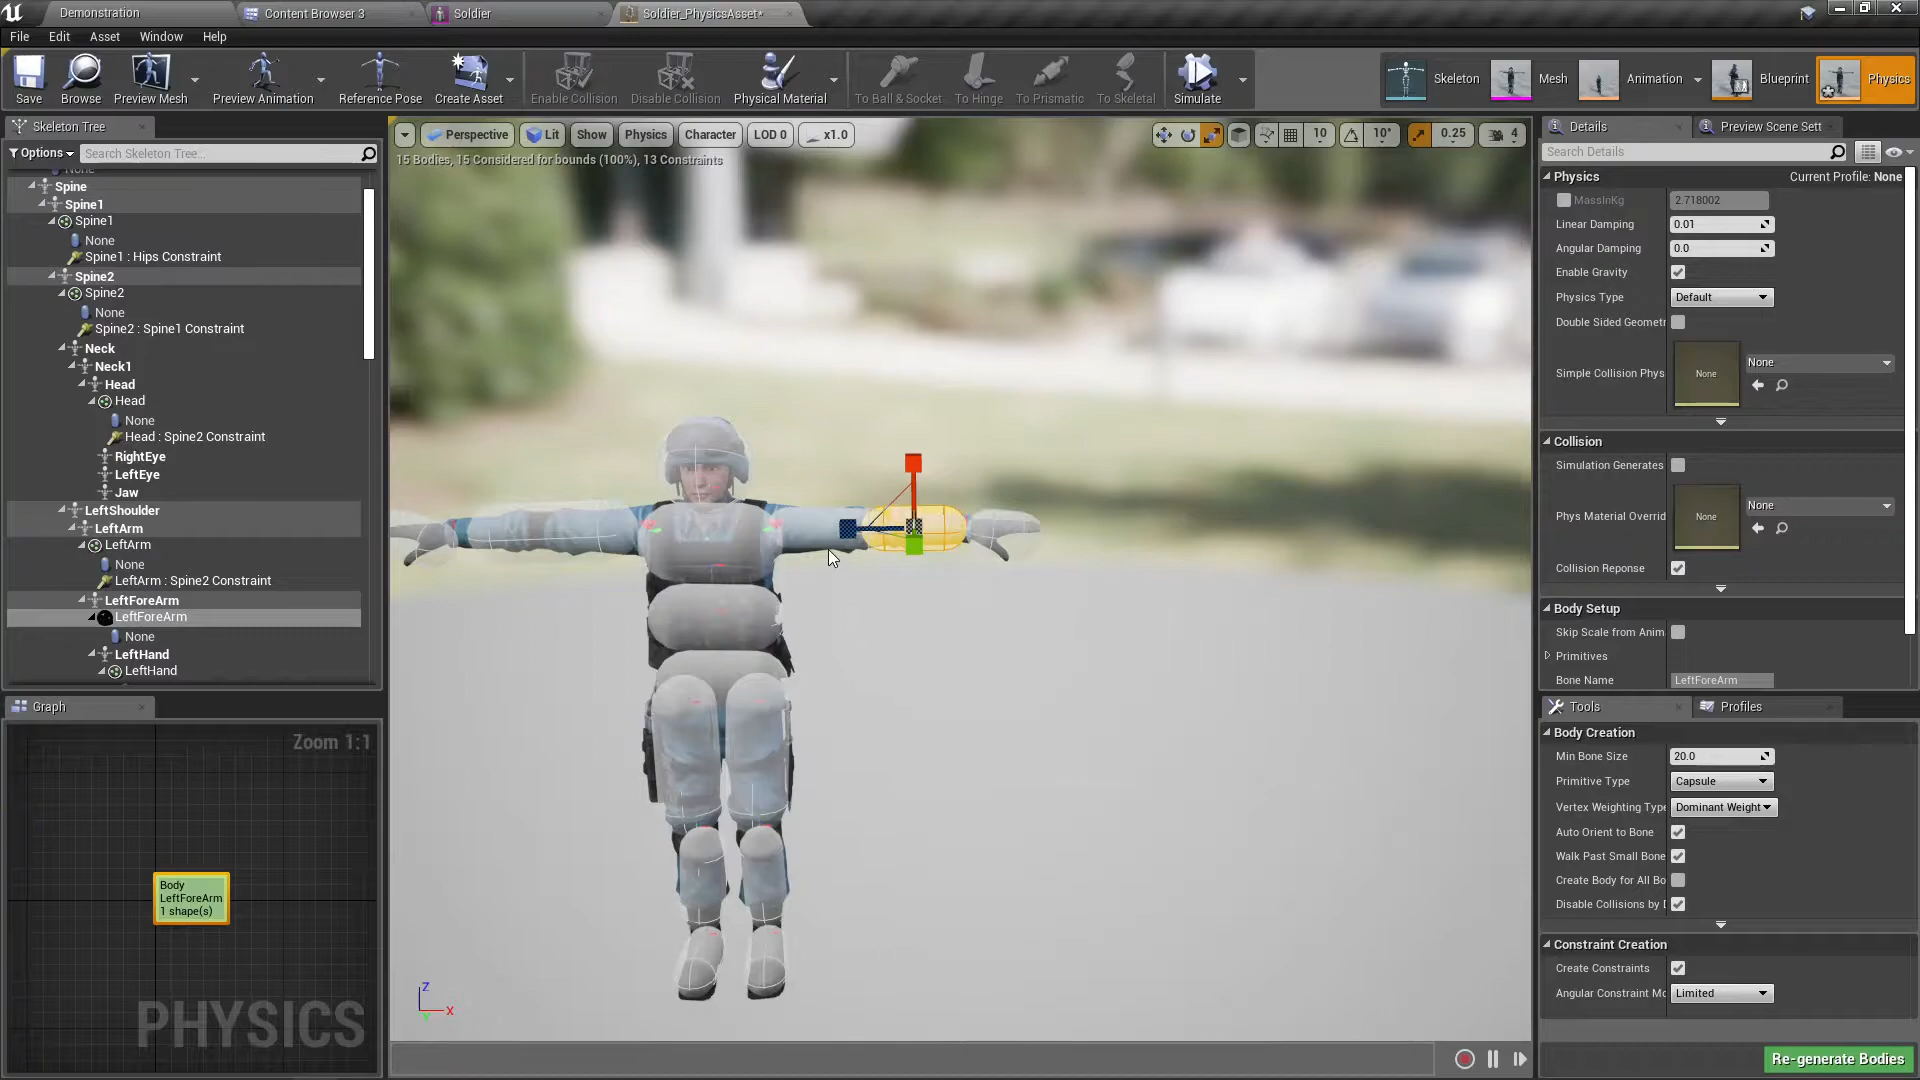 Demonstration
Content Browser 3
Soldier
Soldier_PhysicsAsset*
File
Edit
Asset
Window
Help
Save
Browse
Preview Mesh
Preview Animation
Reference Pose
Create Asset
Enable Collision
Disable Collision
Physical Material
To Ball & Socket
To Hinge
To Prismatic
To Skeletal
Simulate
Skeleton
Mesh
Animation
Blueprint
Physics
Skeleton Tree
Options
Search Skeleton Tree...
None
Spine
Spine1
Spine1
None
Spine1 : Hips Constraint
Spine2
Spine2
None
Spine2 : Spine1 Constraint
Neck
Neck1
Head
Head
None
Head : Spine2 Constraint
RightEye
LeftEye
Jaw
LeftShoulder
LeftArm
LeftArm
None
LeftArm : Spine2 Constraint
LeftForeArm
LeftForeArm
None
LeftHand
LeftHand
Graph
Zoom 1:1
Body
LeftForeArm
1 shape(s)
PHYSICS
Perspective
Lit
Show
Physics
Character
LOD 0
x1.0
10
10°
0.25
4
15 Bodies, 15 Considered for bounds (100%), 13 Constraints
Z
X
Y
Details
Preview Scene Sett
Search Details
Physics
Current Profile: None
MassInKg
2.718002
Linear Damping
0.01
Angular Damping
0.0
Enable Gravity
Physics Type
Default
Double Sided Geometr
Simple Collision Phys
None
None
Collision
Simulation Generates
Phys Material Overrid
None
None
Collision Reponse
Body Setup
Skip Scale from Anim
Primitives
Bone Name
LeftForeArm
Tools
Profiles
Body Creation
Min Bone Size
20.0
Primitive Type
Capsule
Vertex Weighting Type
Dominant Weight
Auto Orient to Bone
Walk Past Small Bone
Create Body for All Bo
Disable Collisions by D
Constraint Creation
Create Constraints
Angular Constraint Mo
Limited
Re-generate Bodies